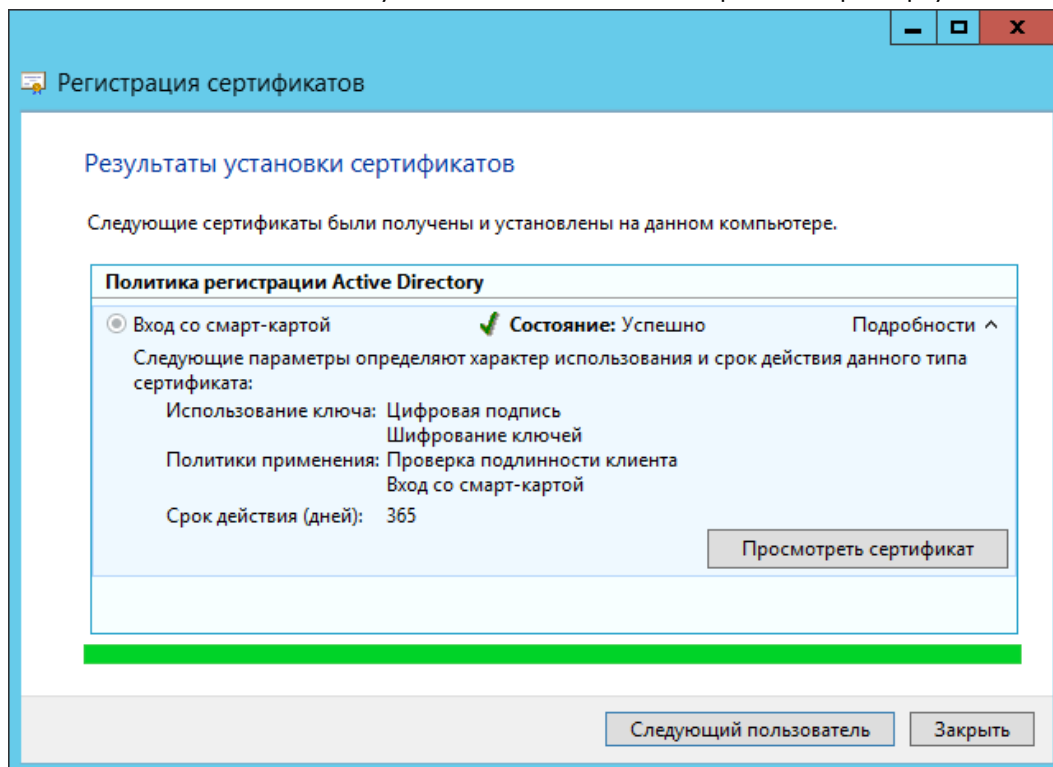 Регистрация сертификатов
Результаты установки сертификатов
Следующие сертификаты были получены и установлены на данном компьютере.
Политика регистрации Active Directory
Вход со смарт-картой Состояние: Успешно Подробности
Следующие параметры определяют характер использования и срок действия данного типа
сертификата:
Использование ключа: Цифровая подпись
Шифрование ключей
Политики применения: Проверка подлинности клиента
Вход со смарт-картой
Срок действия (дней): 365
Просмотреть сертификат
Следующий пользователь Закрыть